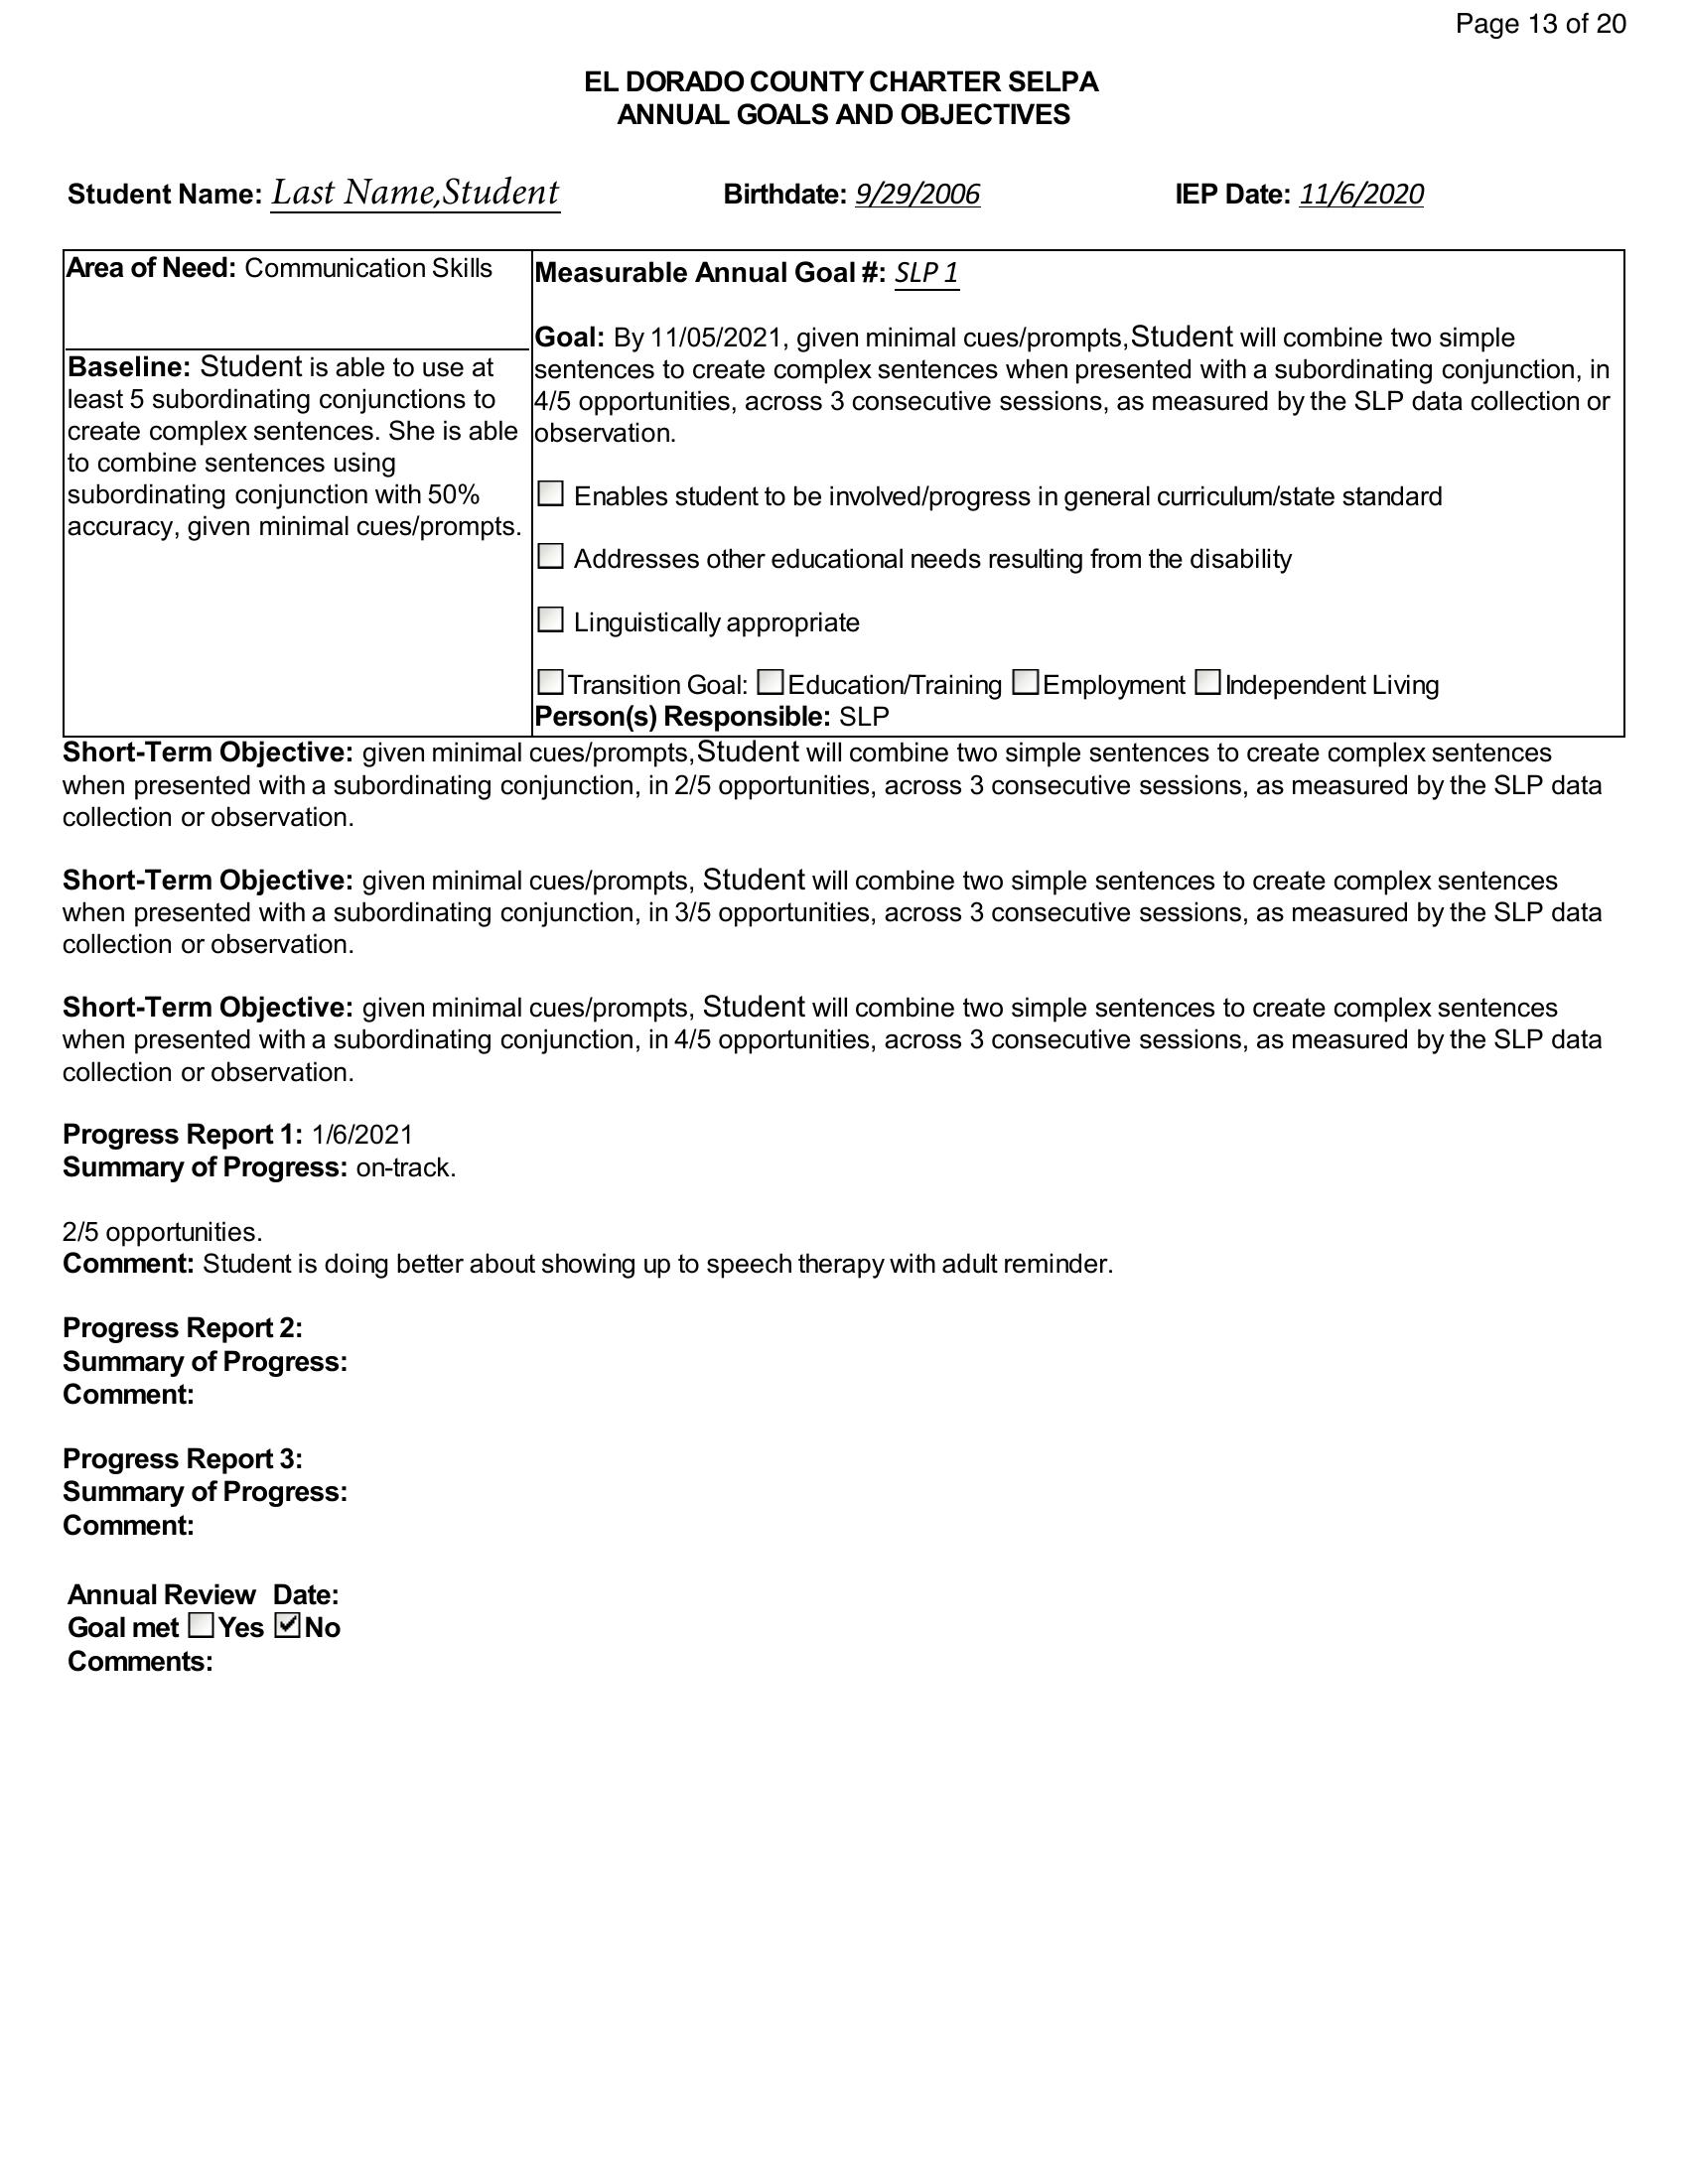 Page 13 of 20
EL DORADO COUNTY CHARTER SELPA
ANNUAL GOALS AND OBJECTIVES
Student Name: Last Name,Student Birthdate: 9/29/2006 IEP Date: 11/6/2020
Area of Need: Communication Skills
Baseline: Student is able to use at
least 5 subordinating conjunctions to
create complex sentences. She is able
to combine sentences using
subordinating conjunction with 50%
accuracy, given minimal cues/prompts.
Measurable Annual Goal #: SLP 1
Goal: By 11/05/2021, given minimal cues/prompts,Student will combine two simple
sentences to create complex sentences when presented with a subordinating conjunction, in
4/5 opportunities, across 3 consecutive sessions, as measured by the SLP data collection or
observation.
Enables student to be involved/progress in general curriculum/state standard
Addresses other educational needs resulting from the disability
Linguistically appropriate
Transition Goal: Education/Training Employment Independent Living
Person(s) Responsible: SLP
Short-Term Objective: given minimal cues/prompts,Student will combine two simple sentences to create complex sentences
when presented with a subordinating conjunction, in 2/5 opportunities, across 3 consecutive sessions, as measured by the SLP data
collection or observation.
Short-Term Objective: given minimal cues/prompts, Student will combine two simple sentences to create complex sentences
when presented with a subordinating conjunction, in 3/5 opportunities, across 3 consecutive sessions, as measured by the SLP data
collection or observation.
Short-Term Objective: given minimal cues/prompts, Student will combine two simple sentences to create complex sentences
when presented with a subordinating conjunction, in 4/5 opportunities, across 3 consecutive sessions, as measured by the SLP data
collection or observation.
Progress Report 1: 1/6/2021
Summary of Progress: on-track.
2/5 opportunities.
Comment: Student is doing better about showing up to speech therapy with adult reminder.
Progress Report 2:
Summary of Progress:
Comment:
Progress Report 3:
Summary of Progress:
Comment:
Annual Review Date:
Goal met Yes No
Comments: